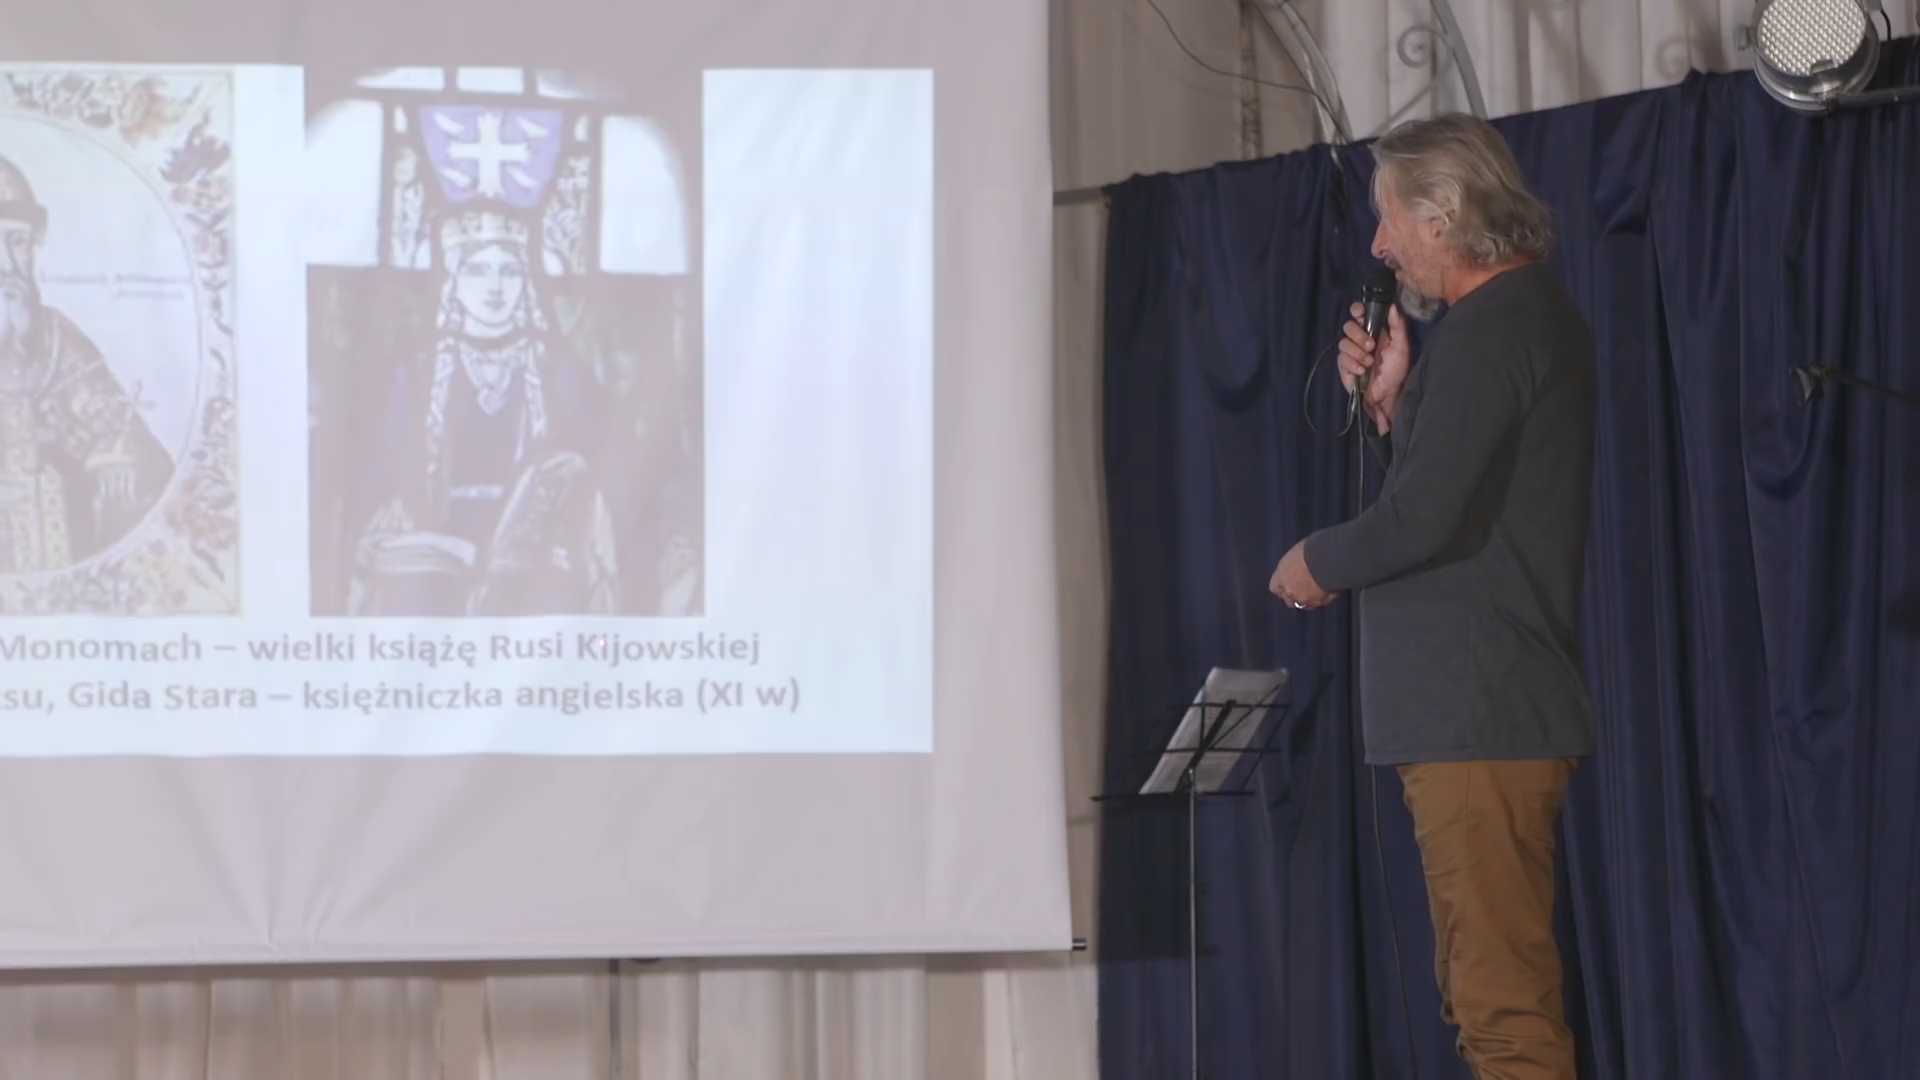 Monomach – wielki książę Rusi Kijowskiej
su, Gida Stara – księżniczka angielska (XI w)